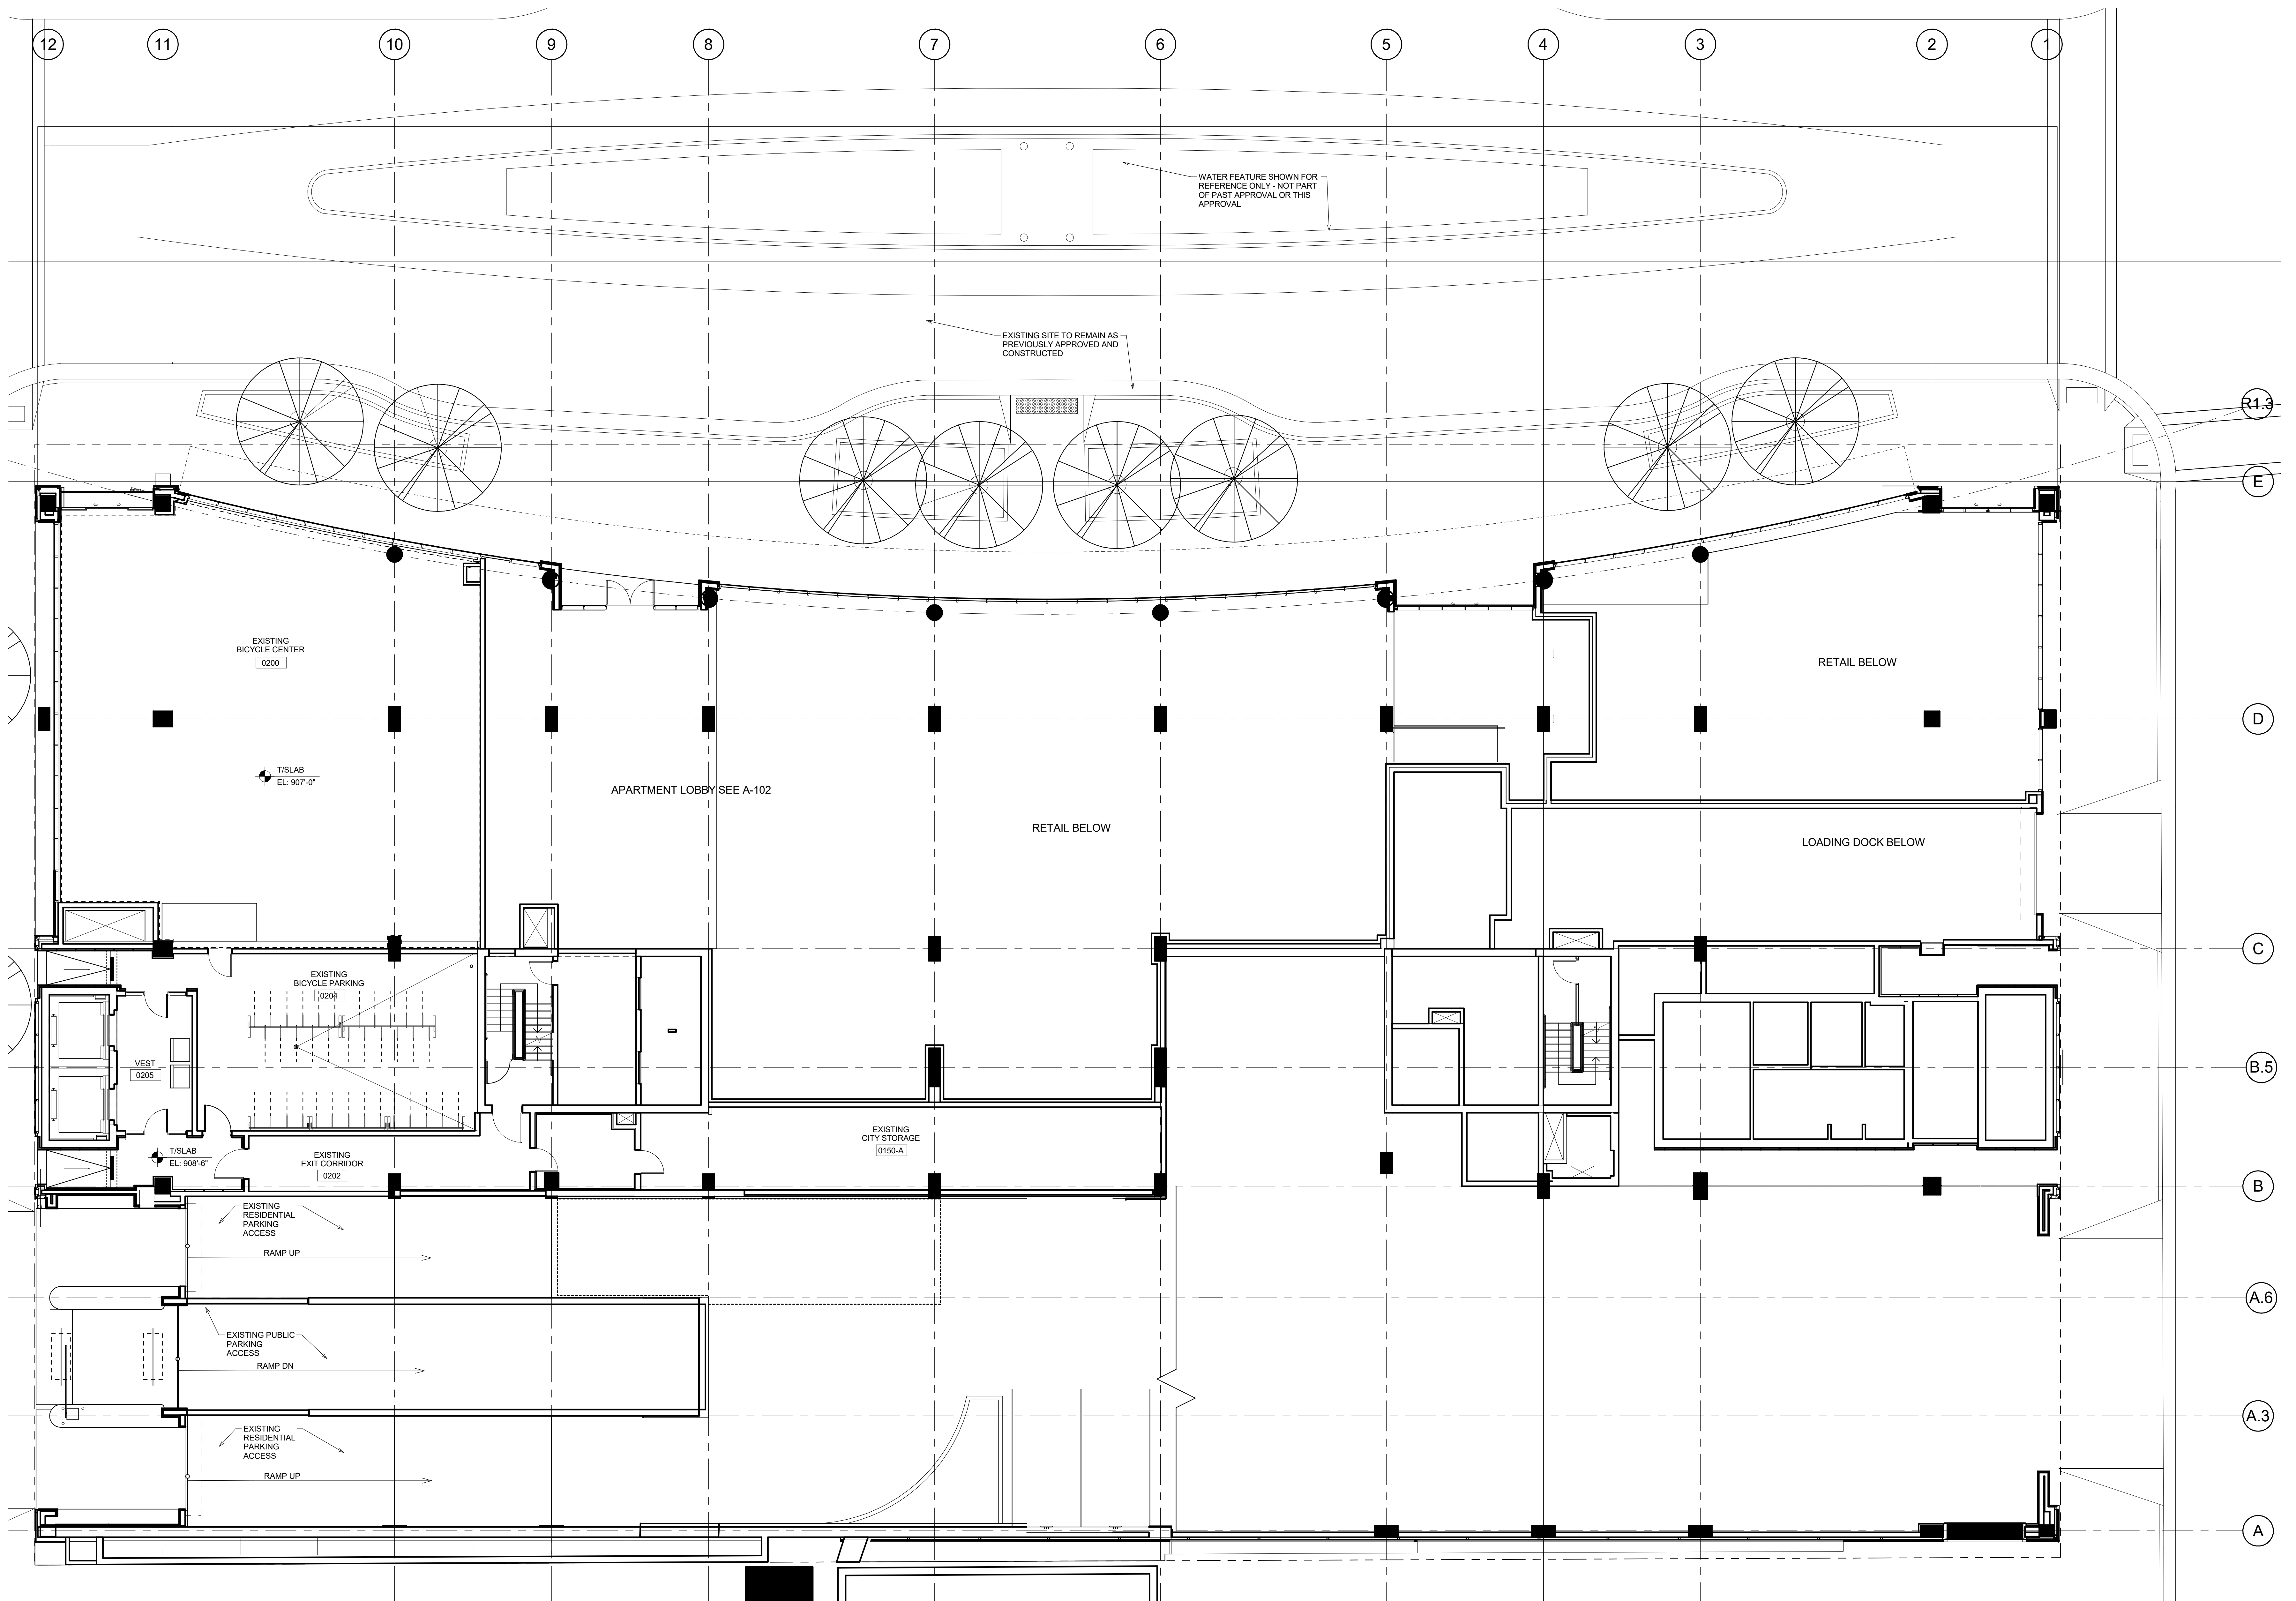 12
11
10
9
8
7
6
5
4
3
2
1
WATER FEATURE SHOWN FOR
REFERENCE ONLY - NOT PART
OF PAST APPROVAL OR THIS
APPROVAL
EXISTING SITE TO REMAIN AS
PREVIOUSLY APPROVED AND
CONSTRUCTED
R1.3
E
EXISTING
BICYCLE CENTER
0200
RETAIL BELOW
D
T/SLAB
EL: 907'-0"
APARTMENT LOBBY SEE A-102
RETAIL BELOW
LOADING DOCK BELOW
C
EXISTING
BICYCLE PARKING
0204
VEST
0205
B.5
EXISTING
CITY STORAGE
0150-A
T/SLAB
EL: 908'-6"
EXISTING
EXIT CORRIDOR
0202
B
EXISTING
RESIDENTIAL
PARKING
ACCESS
RAMP UP
A.6
EXISTING PUBLIC
PARKING
ACCESS
RAMP DN
A.3
EXISTING
RESIDENTIAL
PARKING
ACCESS
RAMP UP
A